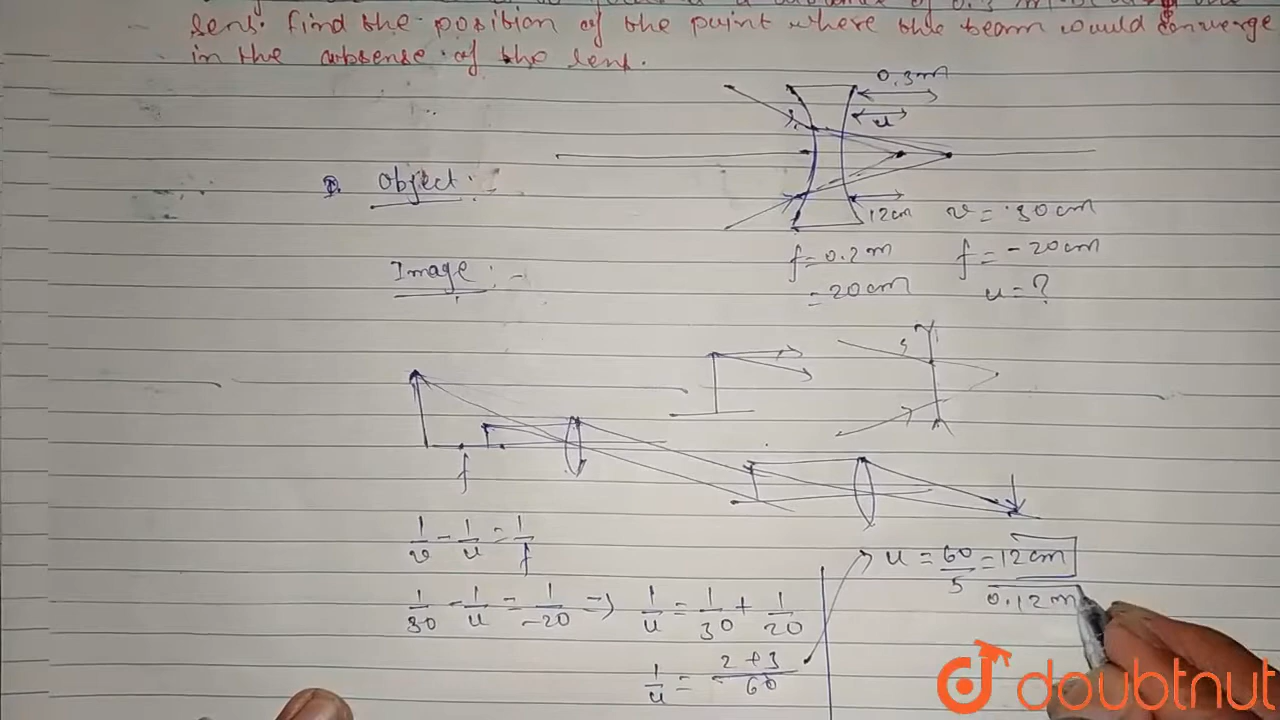 lens. find the position of the point where the beam would converge
in the absense of the lens.
0.3m
u
Object :-
12cm
v = 30cm
f = 0.2m
f = -20cm
Image :-
= 20cm
u = ?
f
1/v - 1/u = 1/f
u = 60/5 = 12cm
0.12m
1/30 - 1/u = 1/-20 => 1/u = 1/30 + 1/20
1/u = 2+3/60
doubtnut